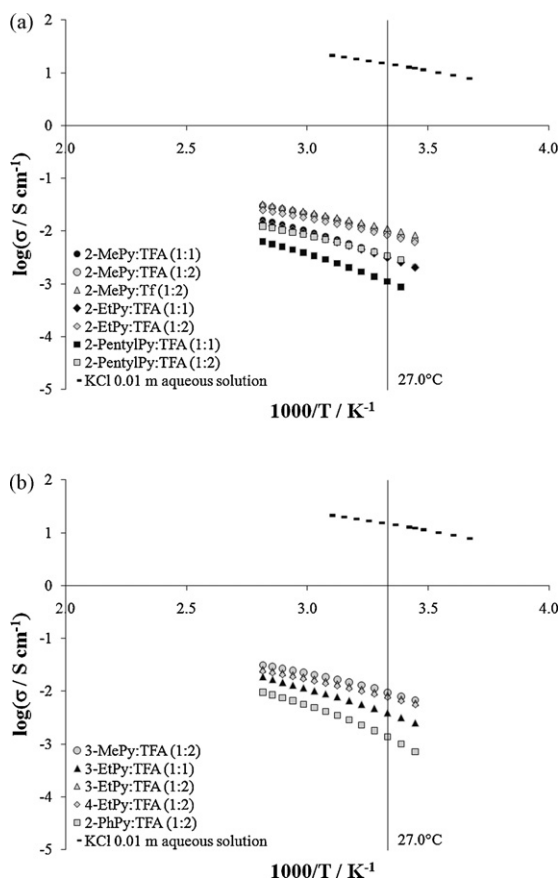 (a)
2
1
0
2.0
2.5
3.0
3.5
4.0
-1
-2
-3
-4
-5
log(σ / S cm-1)
2-MePy:TFA (1:1)
2-MePy:TFA (1:2)
2-MePy:Tf (1:2)
2-EtPy:TFA (1:1)
2-EtPy:TFA (1:2)
2-PentylPy:TFA (1:1)
2-PentylPy:TFA (1:2)
KCl 0.01 m aqueous solution
27.0°C
1000/T / K-1
(b)
2
1
0
2.0
2.5
3.0
3.5
4.0
-1
-2
-3
-4
-5
log(σ / S cm-1)
3-MePy:TFA (1:2)
3-EtPy:TFA (1:1)
3-EtPy:TFA (1:2)
4-EtPy:TFA (1:2)
2-PhPy:TFA (1:2)
KCl 0.01 m aqueous solution
27.0°C
1000/T / K-1